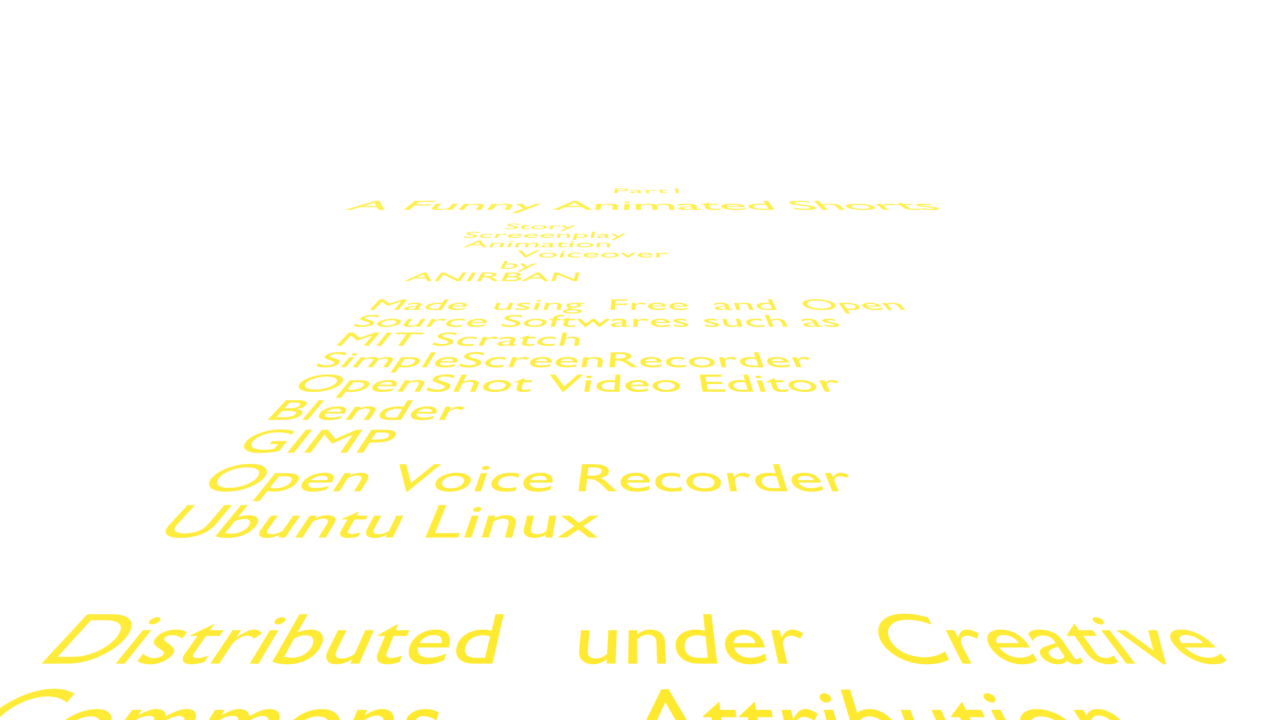 Part I
A Funny Animated Shorts
Story
Screeenplay
Animation
Voiceover
by
ANIRBAN
Made using Free and Open
Source Softwares such as
MIT Scratch
SimpleScreenRecorder
OpenShot Video Editor
Blender
GIMP
Open Voice Recorder
Ubuntu Linux
Distributed under Creative
Commons Attribution